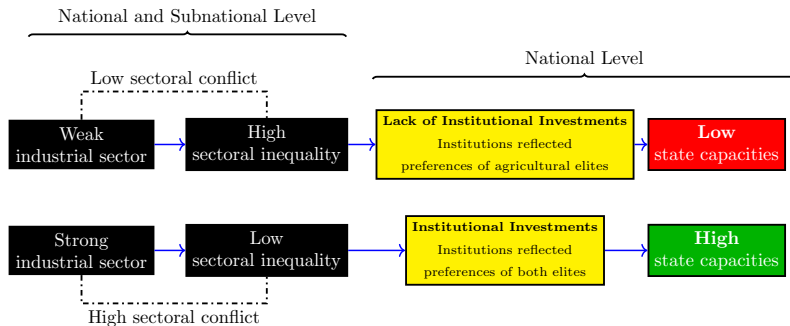 National and Subnational Level
National Level
Low sectoral conflict
Weak
industrial sector
High
sectoral inequality
Lack of Institutional Investments
Institutions reflected
preferences of agricultural elites
Low
state capacities
Strong
industrial sector
Low
sectoral inequality
Institutional Investments
Institutions reflected
preferences of both elites
High
state capacities
High sectoral conflict